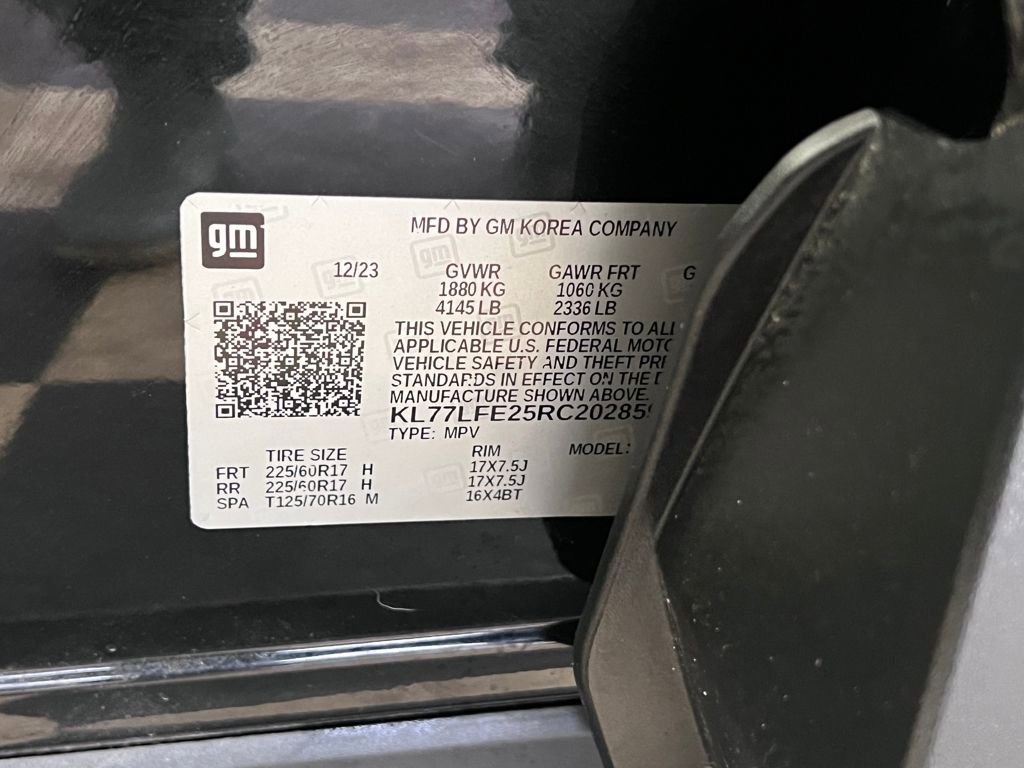 gm
MFD BY GM KOREA COMPANY
12/23 GVWR GAWR FRT G
1880 KG 1060 KG
4145 LB 2336 LB
THIS VEHICLE CONFORMS TO ALL
APPLICABLE U.S. FEDERAL MOTO
VEHICLE SAFETY AND THEFT PRE
STANDARDS IN EFFECT ON THE D
MANUFACTURE SHOWN ABOVE.
KL77LFE25RC202859
TYPE: MPV
TIRE SIZE RIM MODEL:
FRT 225/60R17 H 17X7.5J
RR 225/60R17 H 17X7.5J
SPA T125/70R16 M 16X4BT